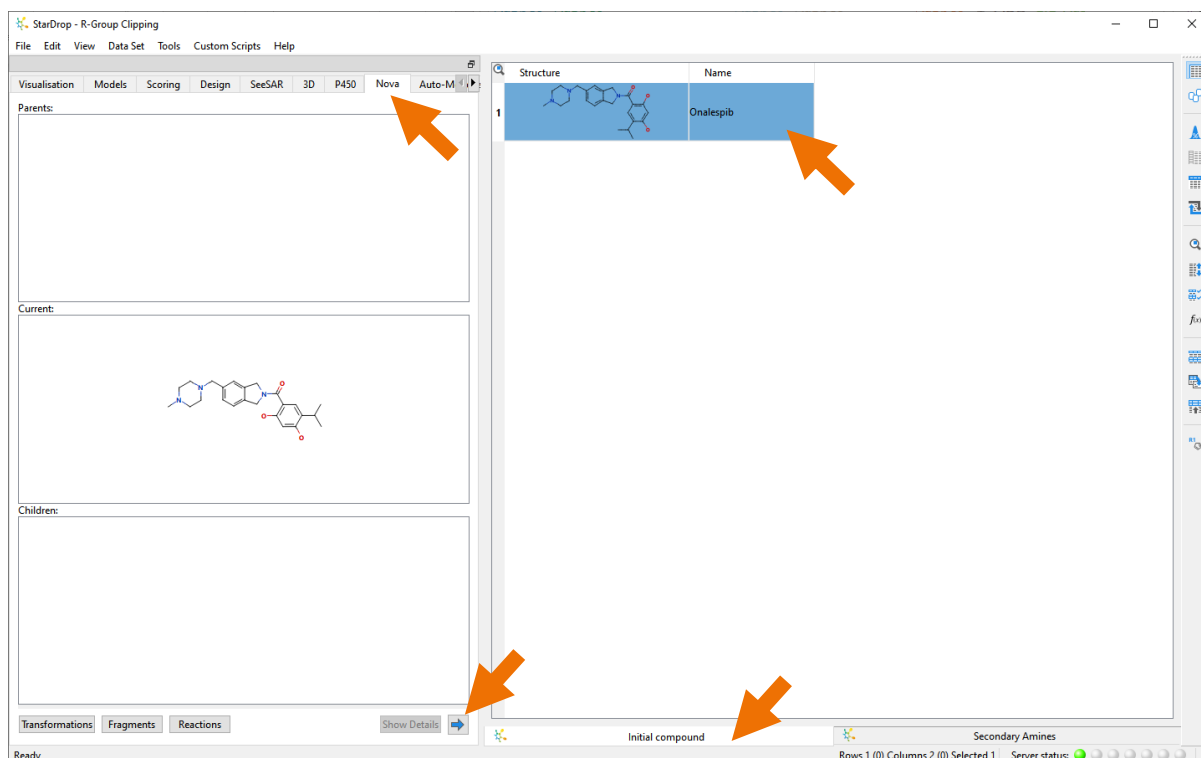 StarDrop - R-Group Clipping
File Edit View Data Set Tools Custom Scripts Help
Visualisation Models Scoring Design SeeSAR 3D P450 Nova Auto-M
Parents:
Current:
N
N
N
O
O
O
Children:
Transformations Fragments Reactions Show Details
Structure Name
1 Onalespib
N
N
N
O
O
O
Initial compound Secondary Amines
Ready
Rows 1 (0) Columns 2 (0) Selected 1 Server status: